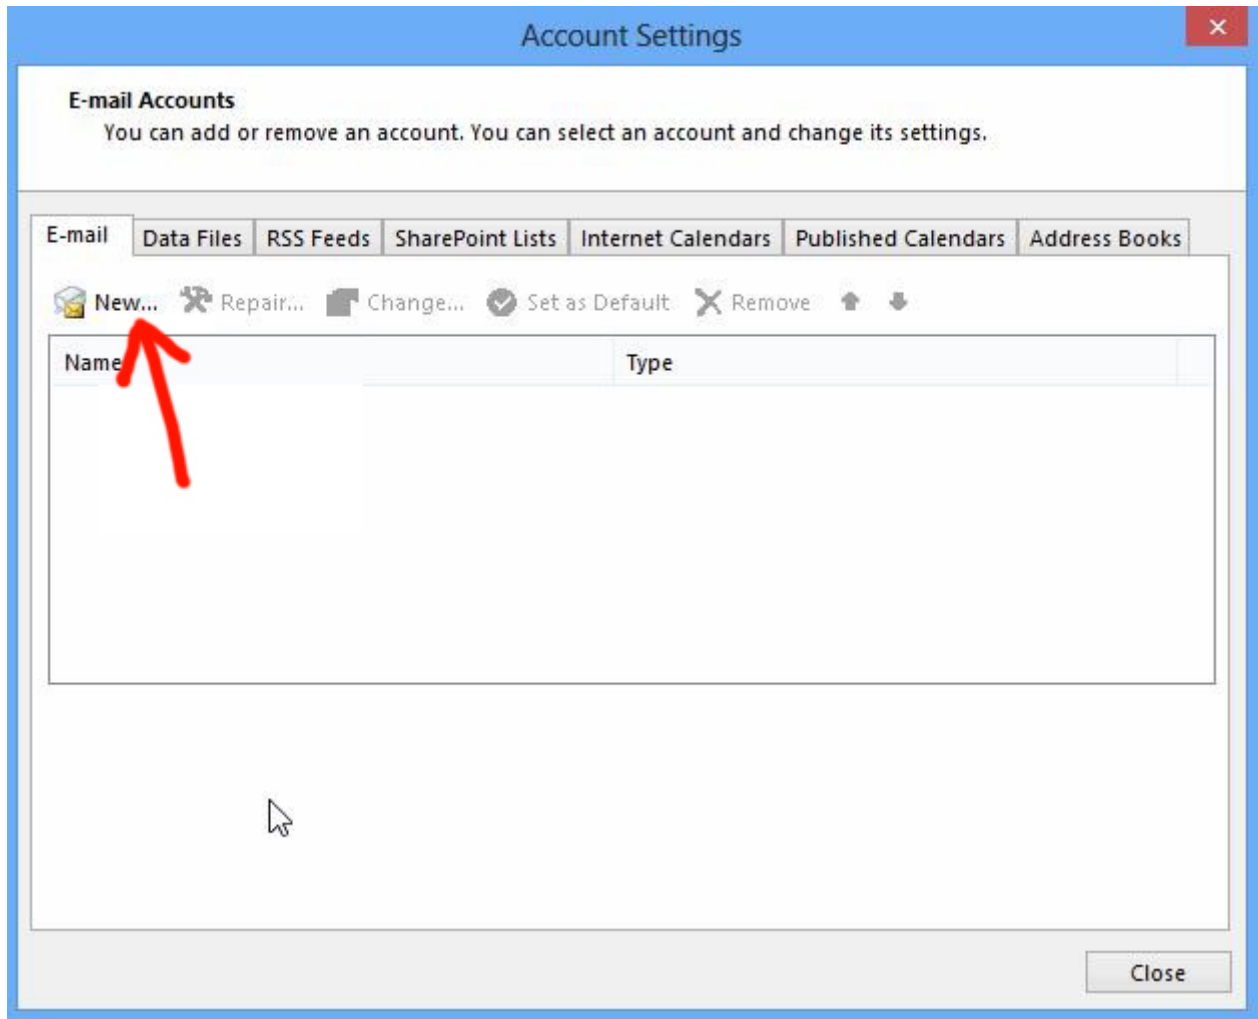 Account Settings
E-mail Accounts
You can add or remove an account. You can select an account and change its settings.
E-mail Data Files RSS Feeds SharePoint Lists Internet Calendars Published Calendars Address Books
New... Repair... Change... Set as Default Remove
Name Type
Close